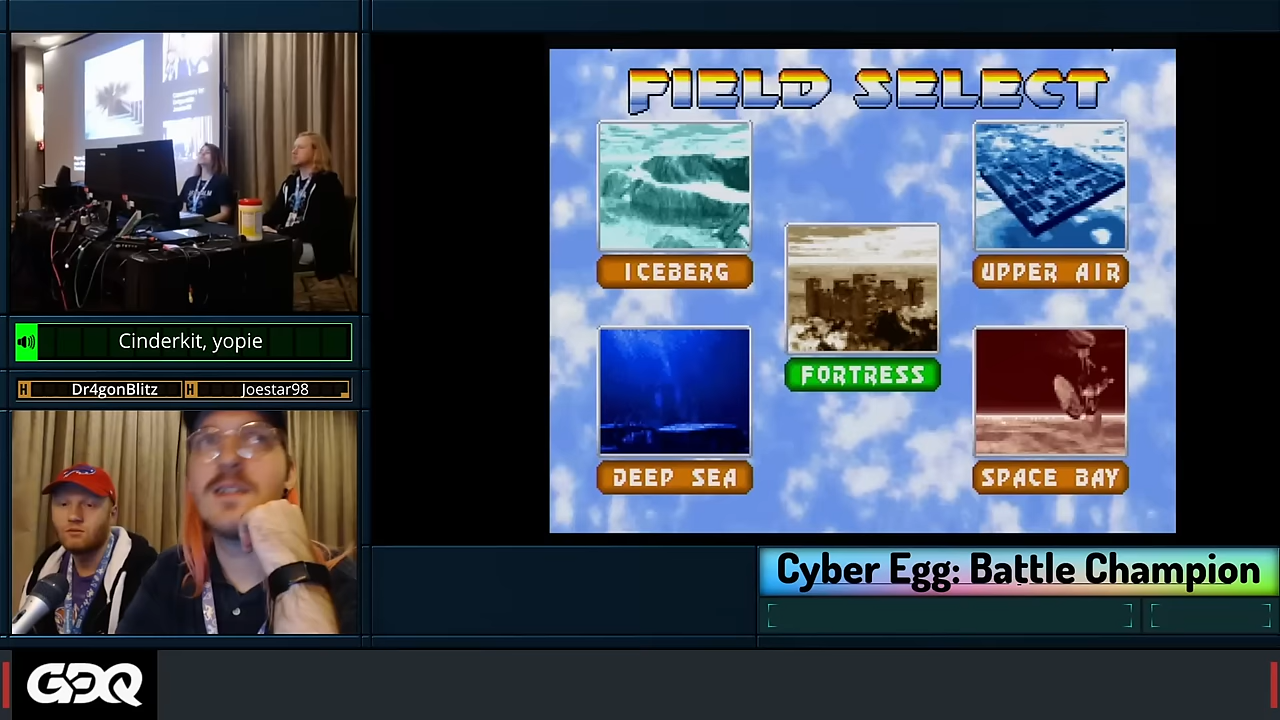 FIELD SELECT
ICEBERG
UPPER AIR
FORTRESS
DEEP SEA
SPACE BAY
Cinderkit, yopie
H Dr4gonBlitz H Joestar98
Cyber Egg: Battle Champion
GDQ